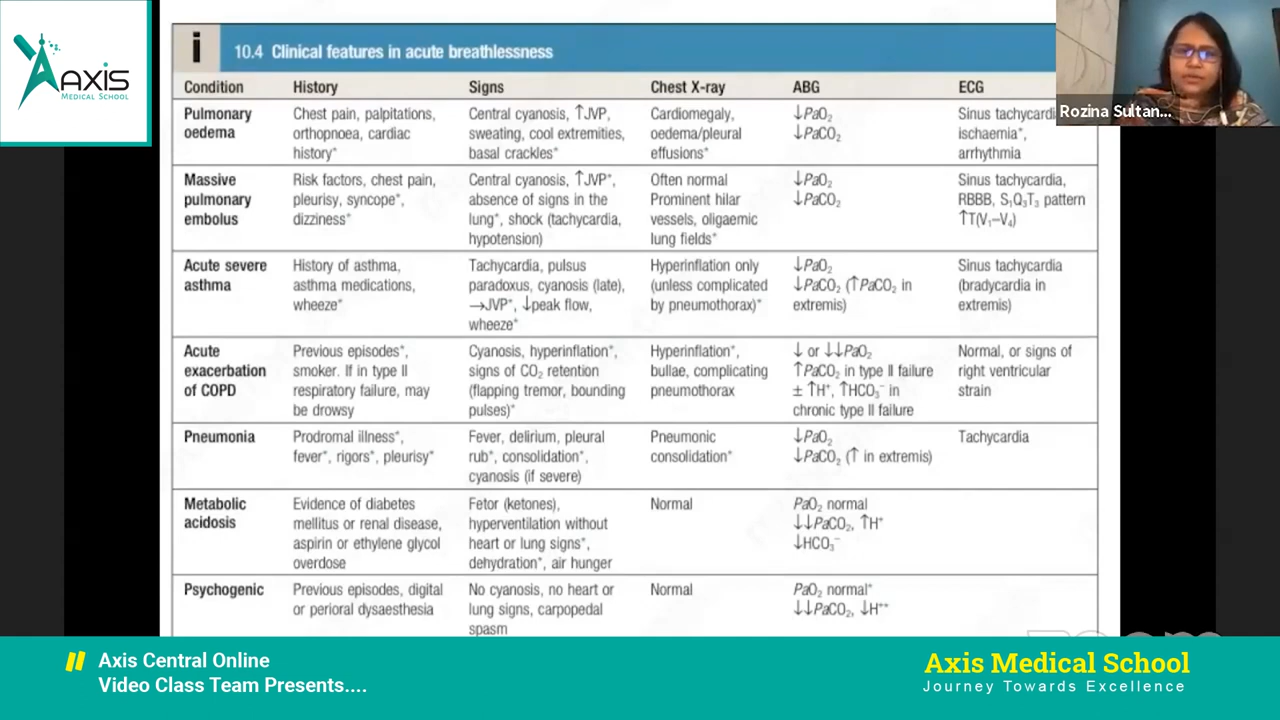 AXIS
MEDICAL SCHOOL
i
10.4 Clinical features in acute breathlessness
Condition History Signs Chest X-ray ABG ECG
Rozina Sultan...
Pulmonary oedema
Chest pain, palpitations,
orthopnoea, cardiac
history*
Central cyanosis, ↑JVP,
sweating, cool extremities,
basal crackles*
Cardiomegaly,
oedema/pleural
effusions*
↓PaO₂
↓PaCO₂
Sinus
ischaemia*,
arrhythmia
Massive
pulmonary
embolus
Risk factors, chest pain,
pleurisy, syncope*,
dizziness*
Central cyanosis, ↑JVP*,
absence of signs in the
lung*, shock (tachycardia,
hypotension)
Often normal
Prominent hilar
vessels, oligaemic
lung fields*
↓PaO₂
↓PaCO₂
Sinus tachycardia,
RBBB, S₁Q₃T₃ pattern
↑T(V₁–V₄)
Acute severe
asthma
History of asthma,
asthma medications,
wheeze*
Tachycardia, pulsus
paradoxus, cyanosis (late),
→JVP*, ↓peak flow,
wheeze*
Hyperinflation only
(unless complicated
by pneumothorax)*
↓PaO₂
↓PaCO₂ (↑PaCO₂ in
extremis)
Sinus tachycardia
(bradycardia in
extremis)
Acute
exacerbation
of COPD
Previous episodes*,
smoker. If in type II
respiratory failure, may
be drowsy
Cyanosis, hyperinflation*,
signs of CO₂ retention
(flapping tremor, bounding
pulses)*
Hyperinflation*,
bullae, complicating
pneumothorax
↓ or ↓↓PaO₂
↑PaCO₂ in type II failure
± ↑H⁺, ↑HCO₃⁻ in
chronic type II failure
Normal, or signs of
right ventricular
strain
Pneumonia
Prodromal illness*,
fever*, rigors*, pleurisy*
Fever, delirium, pleural
rub*, consolidation*,
cyanosis (if severe)
Pneumonic
consolidation*
↓PaO₂
↓PaCO₂ (↑ in extremis)
Tachycardia
Metabolic
acidosis
Evidence of diabetes
mellitus or renal disease,
aspirin or ethylene glycol
overdose
Fetor (ketones),
hyperventilation without
heart or lung signs*,
dehydration*, air hunger
Normal
PaO₂ normal
↓↓PaCO₂, ↑H⁺
↓HCO₃⁻
Psychogenic
Previous episodes, digital
or perioral dysaesthesia
No cyanosis, no heart or
lung signs, carpopedal
spasm
Normal
PaO₂ normal*
↓↓PaCO₂, ↓H⁺*
Axis Central Online
Video Class Team Presents....
Axis Medical School
Journey Towards Excellence